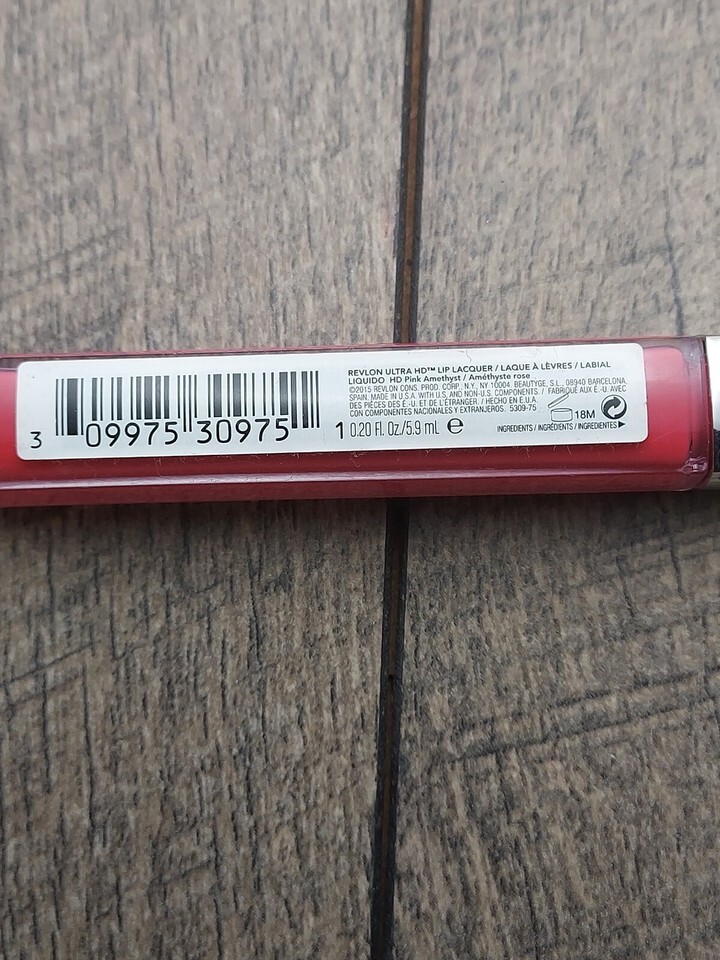 REVLON ULTRA HD™ LIP LACQUER / LAQUE À LÈVRES / LABIAL
LIQUIDO HD Pink Amethyst / Améthyste rose
©2015 REVLON CONS. PROD. CORP., N.Y., NY 10004. BEAUTYGE, S.L., 08940 BARCELONA,
SPAIN. MADE IN U.S.A. WITH U.S. AND NON-U.S. COMPONENTS. / FABRIQUÉ AUX É.-U. AVEC
DES PIÈCES DES É.-U. ET DE L'ÉTRANGER. / HECHO EN E.U.A.
CON COMPONENTES NACIONALES Y EXTRANJEROS. 5309-75
3 09975 30975 1
0.20 Fl. Oz./5.9 mL e
18M
INGREDIENTS / INGRÉDIENTS / INGREDIENTES